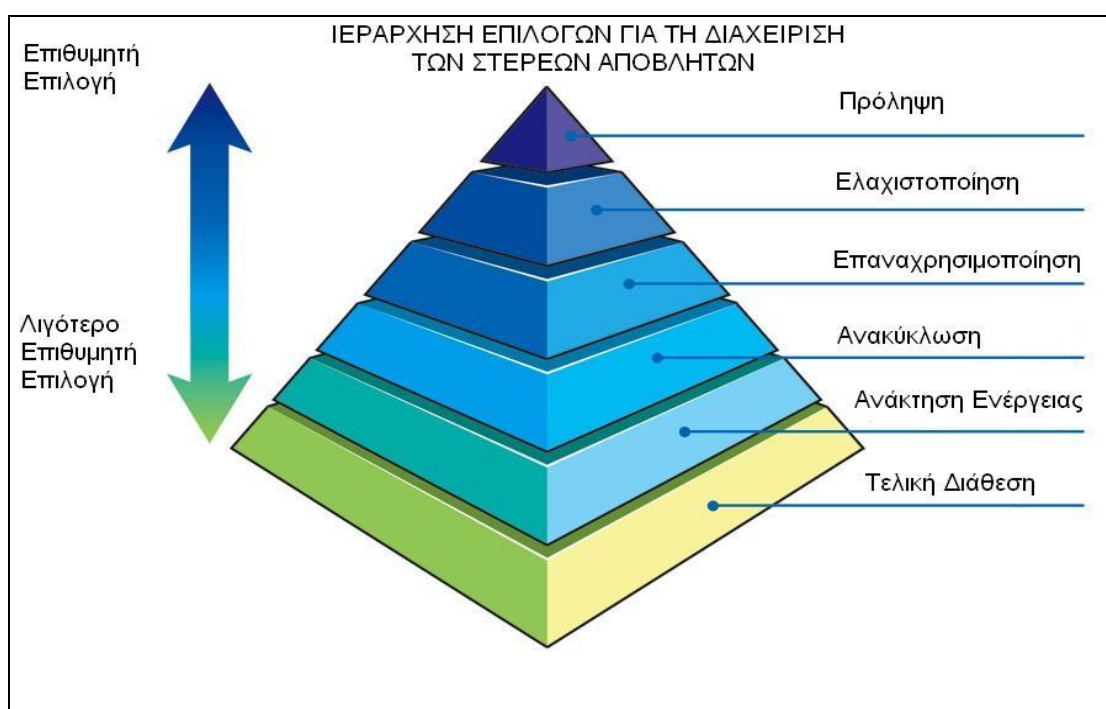 ΙΕΡΑΡΧΗΣΗ ΕΠΙΛΟΓΩΝ ΓΙΑ ΤΗ ΔΙΑΧΕΙΡΙΣΗ
ΤΩΝ ΣΤΕΡΕΩΝ ΑΠΟΒΛΗΤΩΝ
Επιθυμητή
Επιλογή
Λιγότερο
Επιθυμητή
Επιλογή
Πρόληψη
Ελαχιστοποίηση
Επαναχρησιμοποίηση
Ανακύκλωση
Ανάκτηση Ενέργειας
Τελική Διάθεση